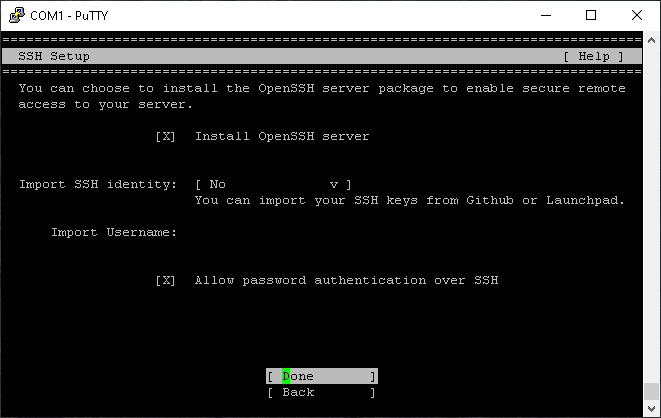 COM1 - PuTTY
================================================================================
SSH Setup [ Help ]
================================================================================
You can choose to install the OpenSSH server package to enable secure remote
access to your server.
[X] Install OpenSSH server
Import SSH identity: [ No v ]
You can import your SSH keys from Github or Launchpad.
Import Username:
[X] Allow password authentication over SSH
[ Done ]
[ Back ]